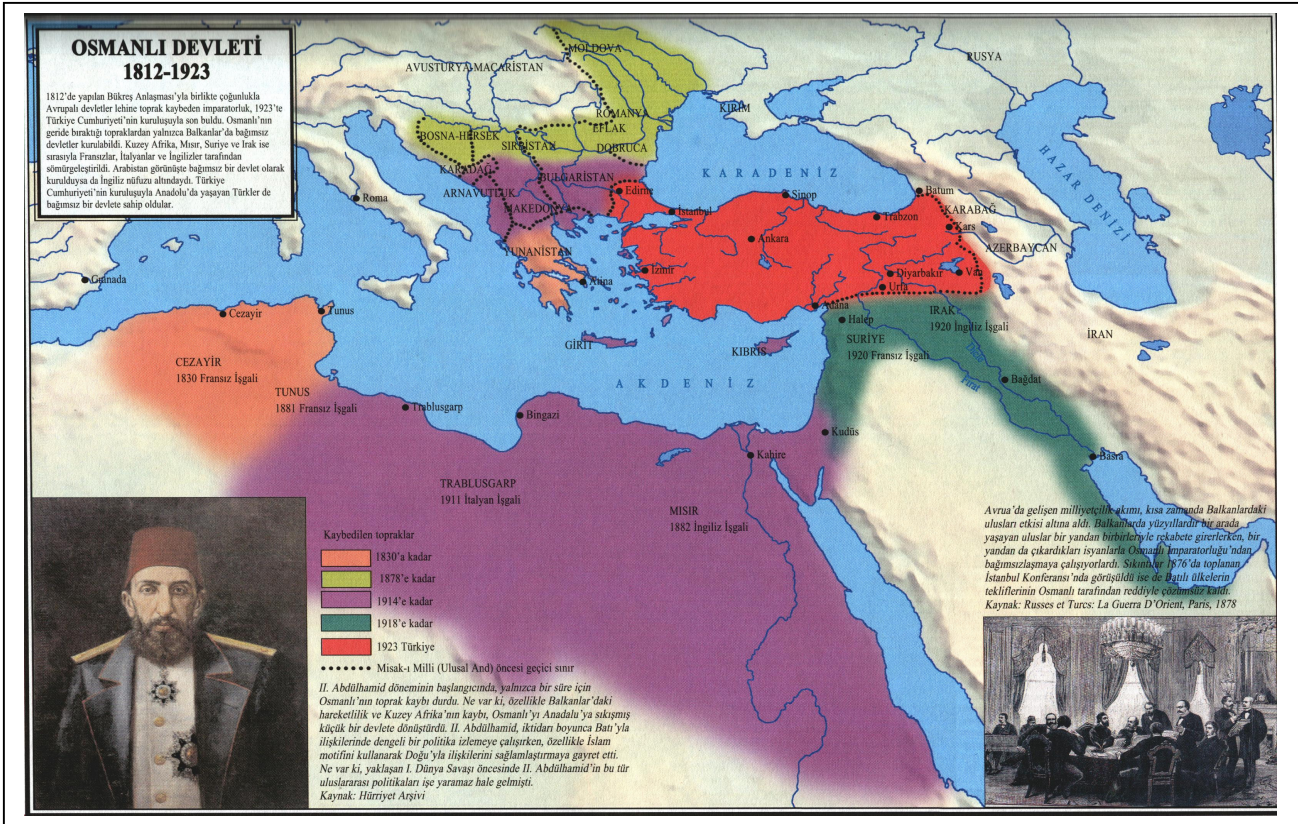 OSMANLI DEVLETİ
1812-1923
1812'de yapılan Bükreş Anlaşması'yla birlikte çoğunlukla
Avrupalı devletler lehine toprak kaybeden imparatorluk, 1923'te
Türkiye Cumhuriyeti'nin kuruluşuyla son buldu. Osmanlı'nın
geride bıraktığı topraklardan yalnızca Balkanlar'da bağımsız
devletler kurulabildi. Kuzey Afrika, Mısır, Suriye ve Irak ise
sırasıyla Fransızlar, İtalyanlar ve İngilizler tarafından
sömürgeleştirildi. Arabistan görünüşte bağımsız bir devlet olarak
kurulduysa da İngiliz nüfuzu altındaydı. Türkiye
Cumhuriyeti'nin kuruluşuyla Anadolu'da yaşayan Türkler de
bağımsız bir devlete sahip oldular.
MOLDOVA
AVUSTURYA-MACARİSTAN
RUSYA
KIRIM
ROMANYA
EFLAK
BOSNA-HERSEK
SIRBİSTAN
DOBRUCA
HAZAR DENİZİ
KARADAĞ
BULGARİSTAN
KARADENİZ
ARNAVUTLUK
Edirne
Sinop
Batum
Roma
MAKEDONYA
İstanbul
Trabzon
KARABAĞ
Kars
Ankara
AZERBAYCAN
YUNANİSTAN
İzmir
Diyarbakır
Van
Granada
Atina
Urfa
Adana
Cezayir
Tunus
Halep
IRAK
1920 İngiliz İşgali
GİRİT
KIBRIS
SURİYE
1920 Fransız İşgali
İRAN
Dicle
Fırat
CEZAYİR
1830 Fransız İşgali
AKDENİZ
Bağdat
TUNUS
1881 Fransız İşgali
Trablusgarp
Bingazi
Kudüs
Kahire
Basra
TRABLUSGARP
1911 İtalyan İşgali
MISIR
1882 İngiliz İşgali
Kaybedilen topraklar
1830'a kadar
1878'e kadar
1914'e kadar
1918'e kadar
1923 Türkiye
Misak-ı Milli (Ulusal And) öncesi geçici sınır
II. Abdülhamid döneminin başlangıcında, yalnızca bir süre için
Osmanlı'nın toprak kaybı durdu. Ne var ki, özellikle Balkanlar'daki
hareketlilik ve Kuzey Afrika'nın kaybı, Osmanlı'yı Anadalu'ya sıkışmış
küçük bir devlete dönüştürdü. II. Abdülhamid, iktidarı boyunca Batı'yla
ilişkilerinde dengeli bir politika izlemeye çalışırken, özellikle İslam
motifini kullanarak Doğu'yla ilişkilerini sağlamlaştırmaya gayret etti.
Ne var ki, yaklaşan I. Dünya Savaşı öncesinde II. Abdülhamid'in bu tür
uluslararası politikaları işe yaramaz hale gelmişti.
Kaynak: Hürriyet Arşivi
Avrua'da gelişen milliyetçilik akımı, kısa zamanda Balkanlardaki
ulusları etkisi altına aldı. Balkanlarda yüzyıllardır bir arada
yaşayan uluslar bir yandan birbirleriyle rekabete girerlerken, bir
yandan da çıkardıkları isyanlarla Osmanlı İmparatorluğu'ndan
bağımsızlaşmaya çalışıyorlardı. Sıkıntılar 1876'da toplanan
İstanbul Konferansı'nda görüşüldü ise de Batılı ülkelerin
tekliflerinin Osmanlı tarafından reddiyle çözümsüz kaldı.
Kaynak: Russes et Turcs: La Guerra D'Orient, Paris, 1878